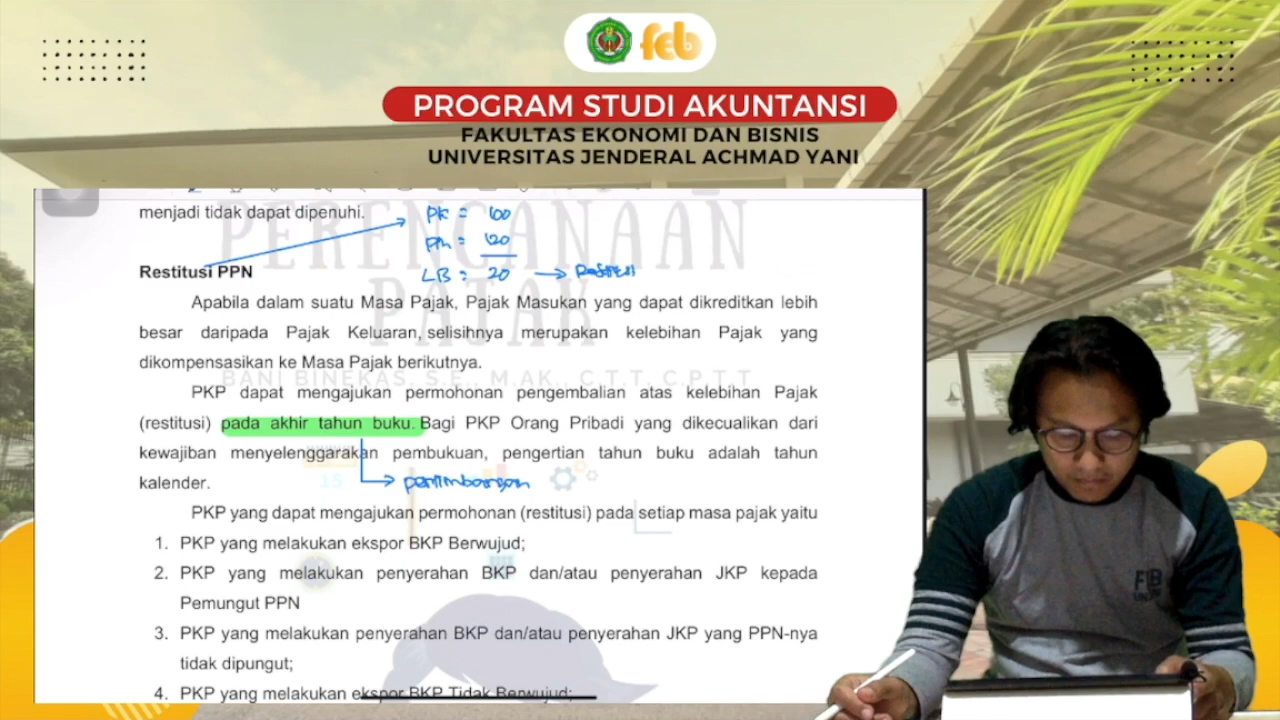 feb
PROGRAM STUDI AKUNTANSI
FAKULTAS EKONOMI DAN BISNIS
UNIVERSITAS JENDERAL ACHMAD YANI
PERENCANAAN
PAJAK
BANI BINEKAS, S.E., M.AK., C.T.T, C.P.T.T
menjadi tidak dapat dipenuhi.
PK = 100
PM = 120
LB = 20 → Restitusi
Restitusi PPN
Apabila dalam suatu Masa Pajak, Pajak Masukan yang dapat dikreditkan lebih
besar daripada Pajak Keluaran, selisihnya merupakan kelebihan Pajak yang
dikompensasikan ke Masa Pajak berikutnya.
PKP dapat mengajukan permohonan pengembalian atas kelebihan Pajak
(restitusi) pada akhir tahun buku. Bagi PKP Orang Pribadi yang dikecualikan dari
kewajiban menyelenggarakan pembukuan, pengertian tahun buku adalah tahun
kalender.
pertimbangan
PKP yang dapat mengajukan permohonan (restitusi) pada setiap masa pajak yaitu
1. PKP yang melakukan ekspor BKP Berwujud;
2. PKP yang melakukan penyerahan BKP dan/atau penyerahan JKP kepada
Pemungut PPN
3. PKP yang melakukan penyerahan BKP dan/atau penyerahan JKP yang PPN-nya
tidak dipungut;
4. PKP yang melakukan ekspor BKP Tidak Berwujud;